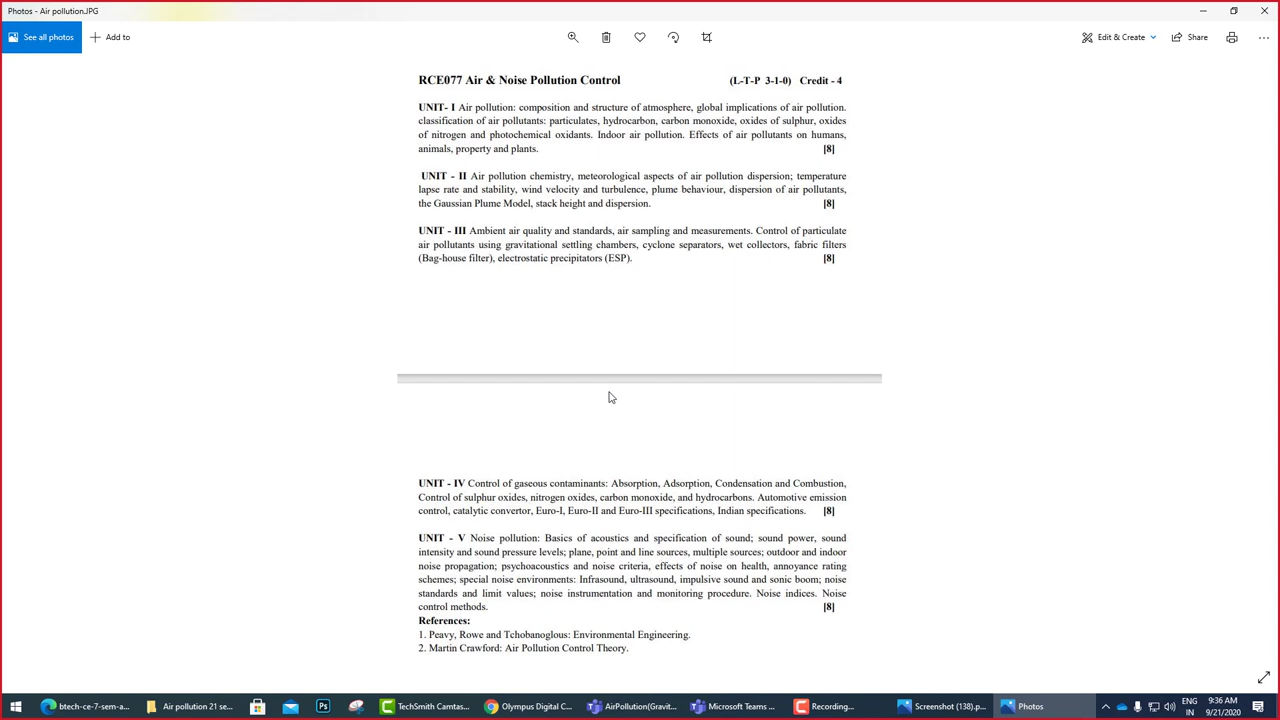 Photos - Air pollution.JPG
See all photos
Add to
Edit & Create
Share
RCE077 Air & Noise Pollution Control (L-T-P 3-1-0) Credit - 4
UNIT- I Air pollution: composition and structure of atmosphere, global implications of air pollution.
classification of air pollutants: particulates, hydrocarbon, carbon monoxide, oxides of sulphur, oxides
of nitrogen and photochemical oxidants. Indoor air pollution. Effects of air pollutants on humans,
animals, property and plants. [8]
UNIT - II Air pollution chemistry, meteorological aspects of air pollution dispersion; temperature
lapse rate and stability, wind velocity and turbulence, plume behaviour, dispersion of air pollutants,
the Gaussian Plume Model, stack height and dispersion. [8]
UNIT - III Ambient air quality and standards, air sampling and measurements. Control of particulate
air pollutants using gravitational settling chambers, cyclone separators, wet collectors, fabric filters
(Bag-house filter), electrostatic precipitators (ESP). [8]
UNIT - IV Control of gaseous contaminants: Absorption, Adsorption, Condensation and Combustion,
Control of sulphur oxides, nitrogen oxides, carbon monoxide, and hydrocarbons. Automotive emission
control, catalytic convertor, Euro-I, Euro-II and Euro-III specifications, Indian specifications. [8]
UNIT - V Noise pollution: Basics of acoustics and specification of sound; sound power, sound
intensity and sound pressure levels; plane, point and line sources, multiple sources; outdoor and indoor
noise propagation; psychoacoustics and noise criteria, effects of noise on health, annoyance rating
schemes; special noise environments: Infrasound, ultrasound, impulsive sound and sonic boom; noise
standards and limit values; noise instrumentation and monitoring procedure. Noise indices. Noise
control methods. [8]
References:
1. Peavy, Rowe and Tchobanoglous: Environmental Engineering.
2. Martin Crawford: Air Pollution Control Theory.
btech-ce-7-sem-a...
Air pollution 21 se...
Ps
TechSmith Camtas...
Olympus Digital C...
AirPollution(Gravit...
Microsoft Teams ...
Recording...
Screenshot (138).p...
Photos
ENG
IN
9:36 AM
9/21/2020